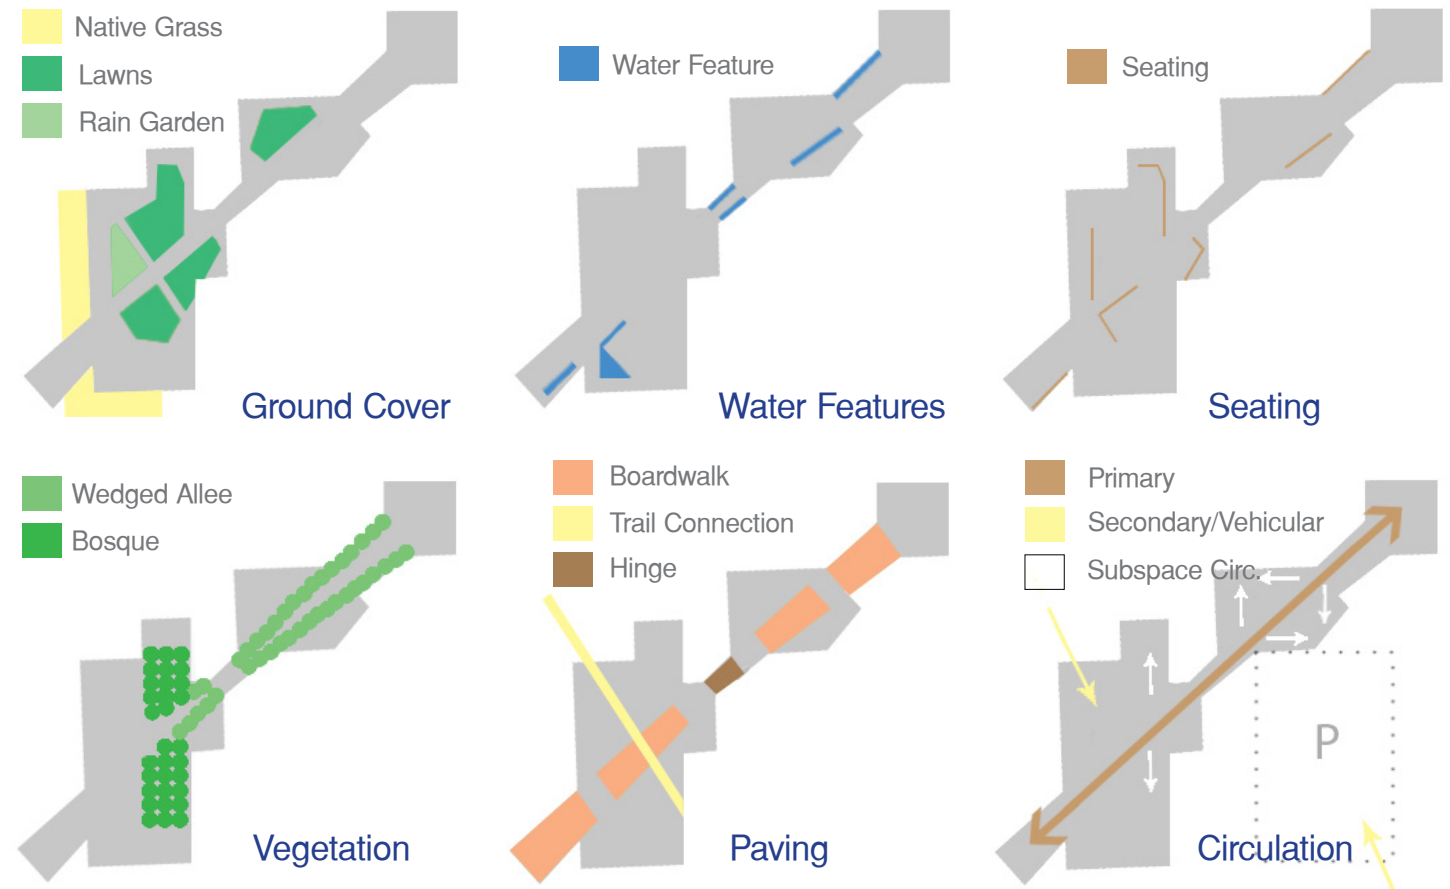 Native Grass
Lawns
Rain Garden
Ground Cover
Water Feature
Water Features
Seating
Seating
Wedged Allee
Bosque
Vegetation
Boardwalk
Trail Connection
Hinge
Paving
Primary
Secondary/Vehicular
Subspace Circ.
P
Circulation